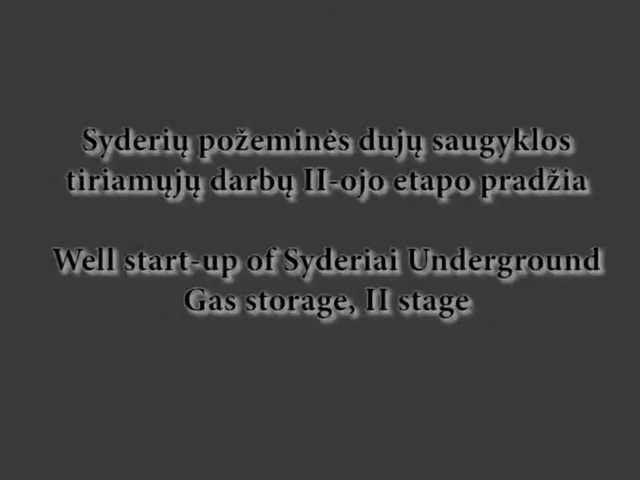 Syderių požeminės dujų saugyklos
tiriamųjų darbų II-ojo etapo pradžia
Well start-up of Syderiai Underground
Gas storage, II stage